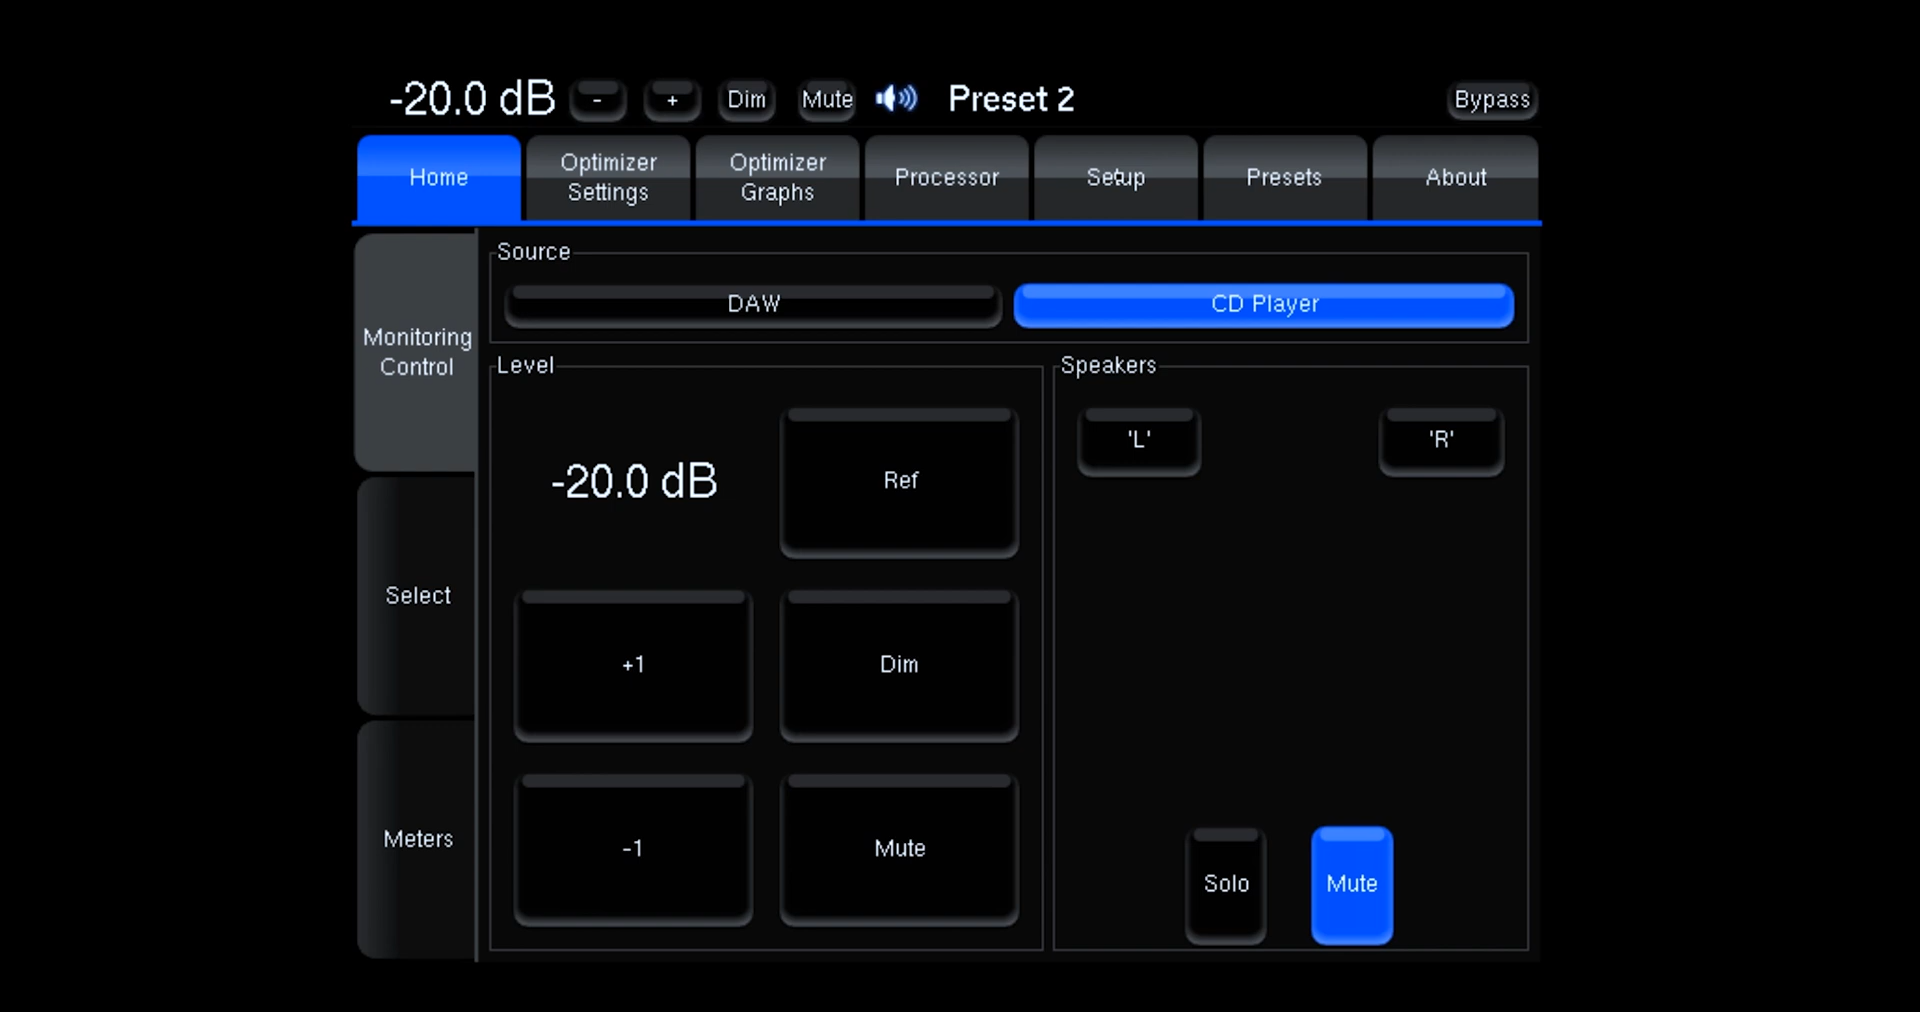 -20.0 dB - + Dim Mute Preset 2 Bypass
Home
Optimizer
Settings
Optimizer
Graphs
Processor
Setup
Presets
About
Monitoring
Control
Select
Meters
Source
DAW
CD Player
Level
-20.0 dB
Ref
+1
Dim
-1
Mute
Speakers
'L'
'R'
Solo
Mute